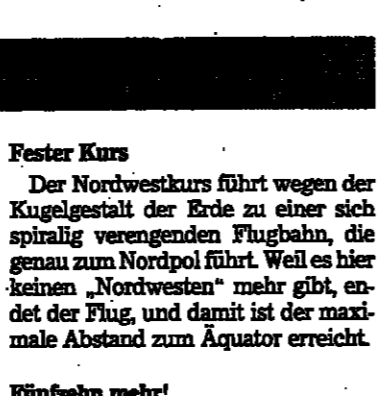 Fester Kurs
Der Nordwestkurs führt wegen der
Kugelgestalt der Erde zu einer sich
spiralig verengenden Flugbahn, die
genau zum Nordpol führt. Weil es hier
keinen „Nordwesten“ mehr gibt, en-
det der Flug, und damit ist der maxi-
male Abstand zum Äquator erreicht.
Fünfzehn mehr!